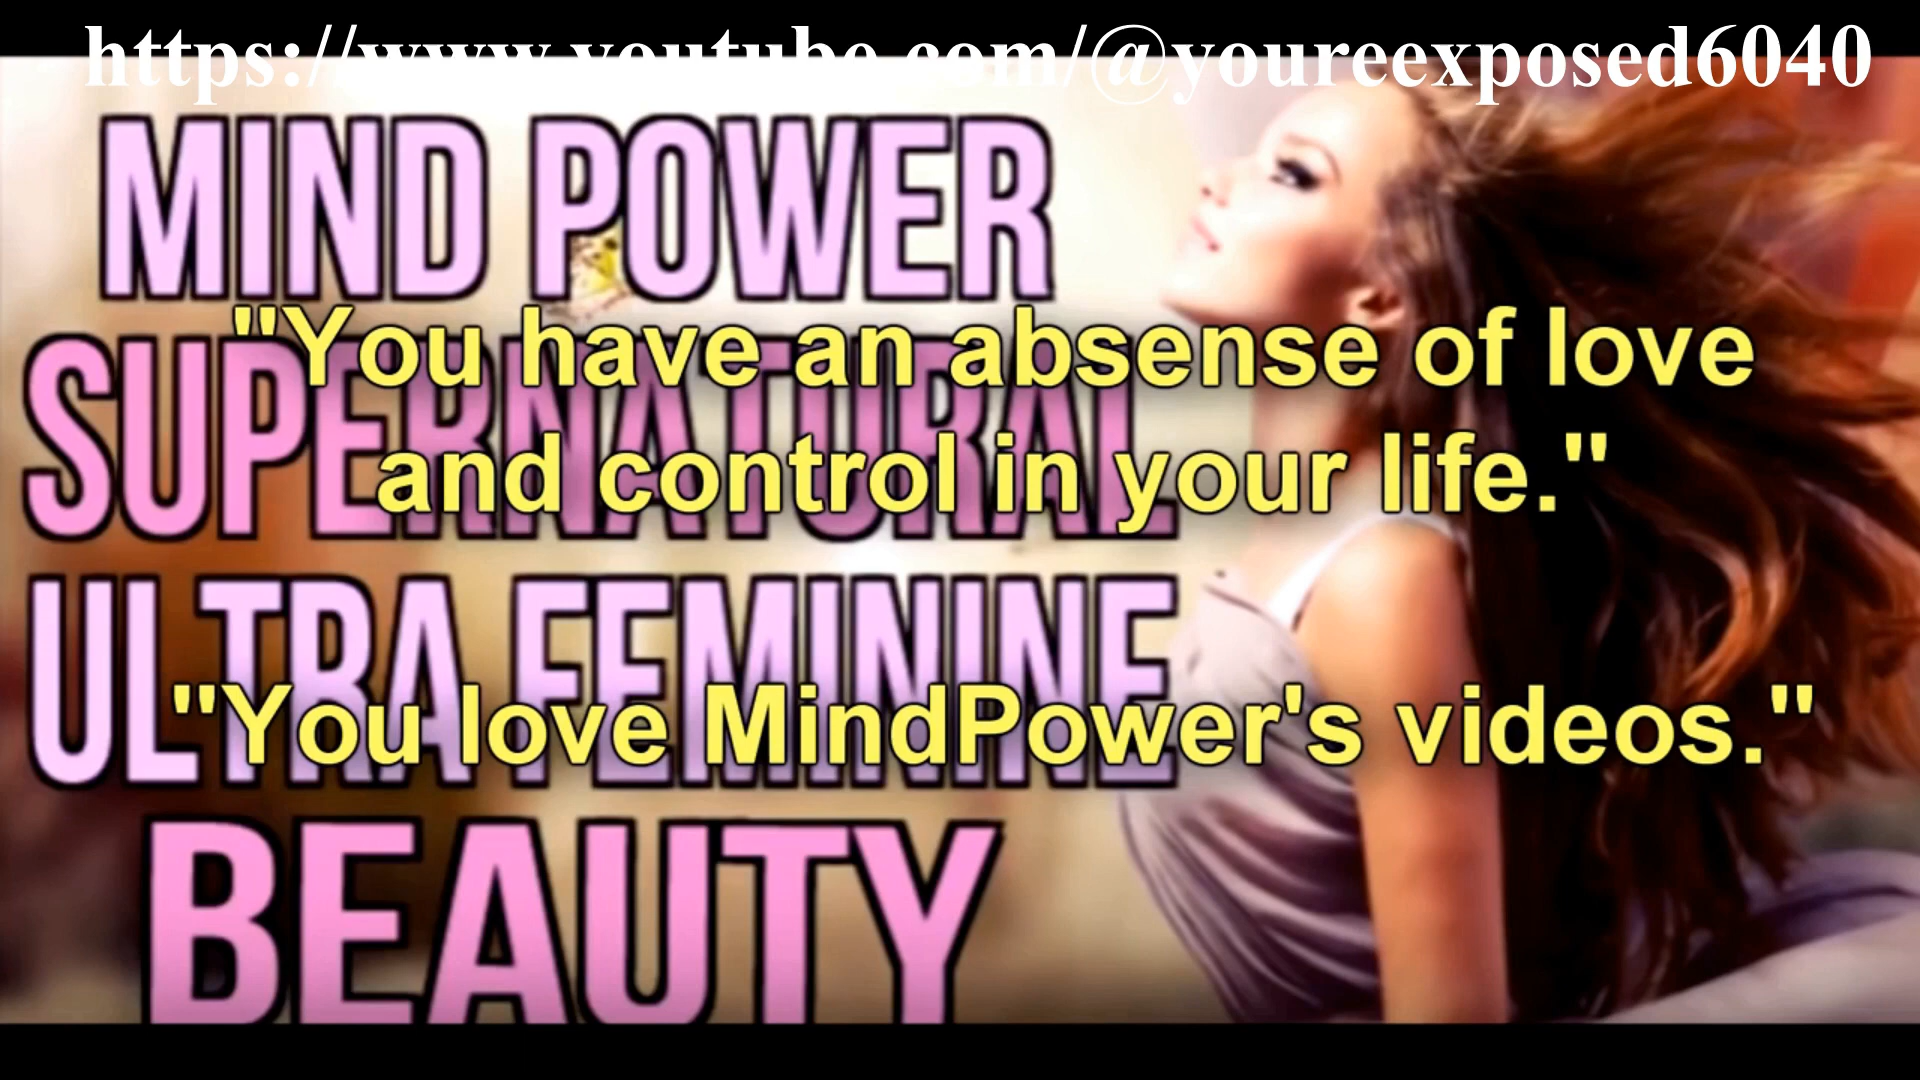 https://www.youtube.com/@youreexposed6040
MIND POWER
SUPERNATURAL
"You have an absense of love
and control in your life."
ULTRA FEMININE
"You love MindPower's videos."
BEAUTY